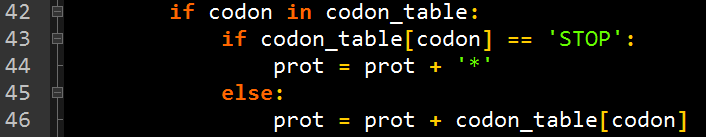 42 if codon in codon_table:
43 if codon_table[codon] == 'STOP':
44 prot = prot + '*'
45 else:
46 prot = prot + codon_table[codon]